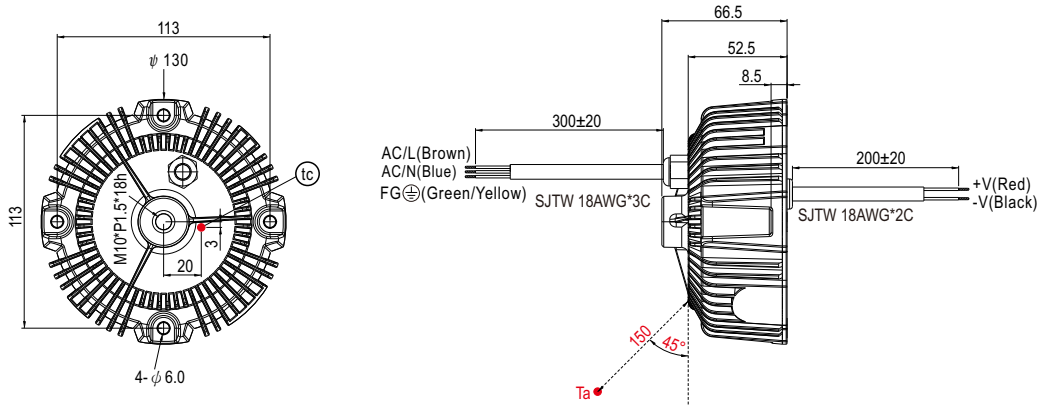 113
ψ 130
113
M10*P1.5*18h
tc
3
20
4- ϕ 6.0
66.5
52.5
8.5
300±20
AC/L(Brown)
AC/N(Blue)
FG⏚(Green/Yellow)
SJTW 18AWG*3C
200±20
+V(Red)
-V(Black)
SJTW 18AWG*2C
150
45°
Ta